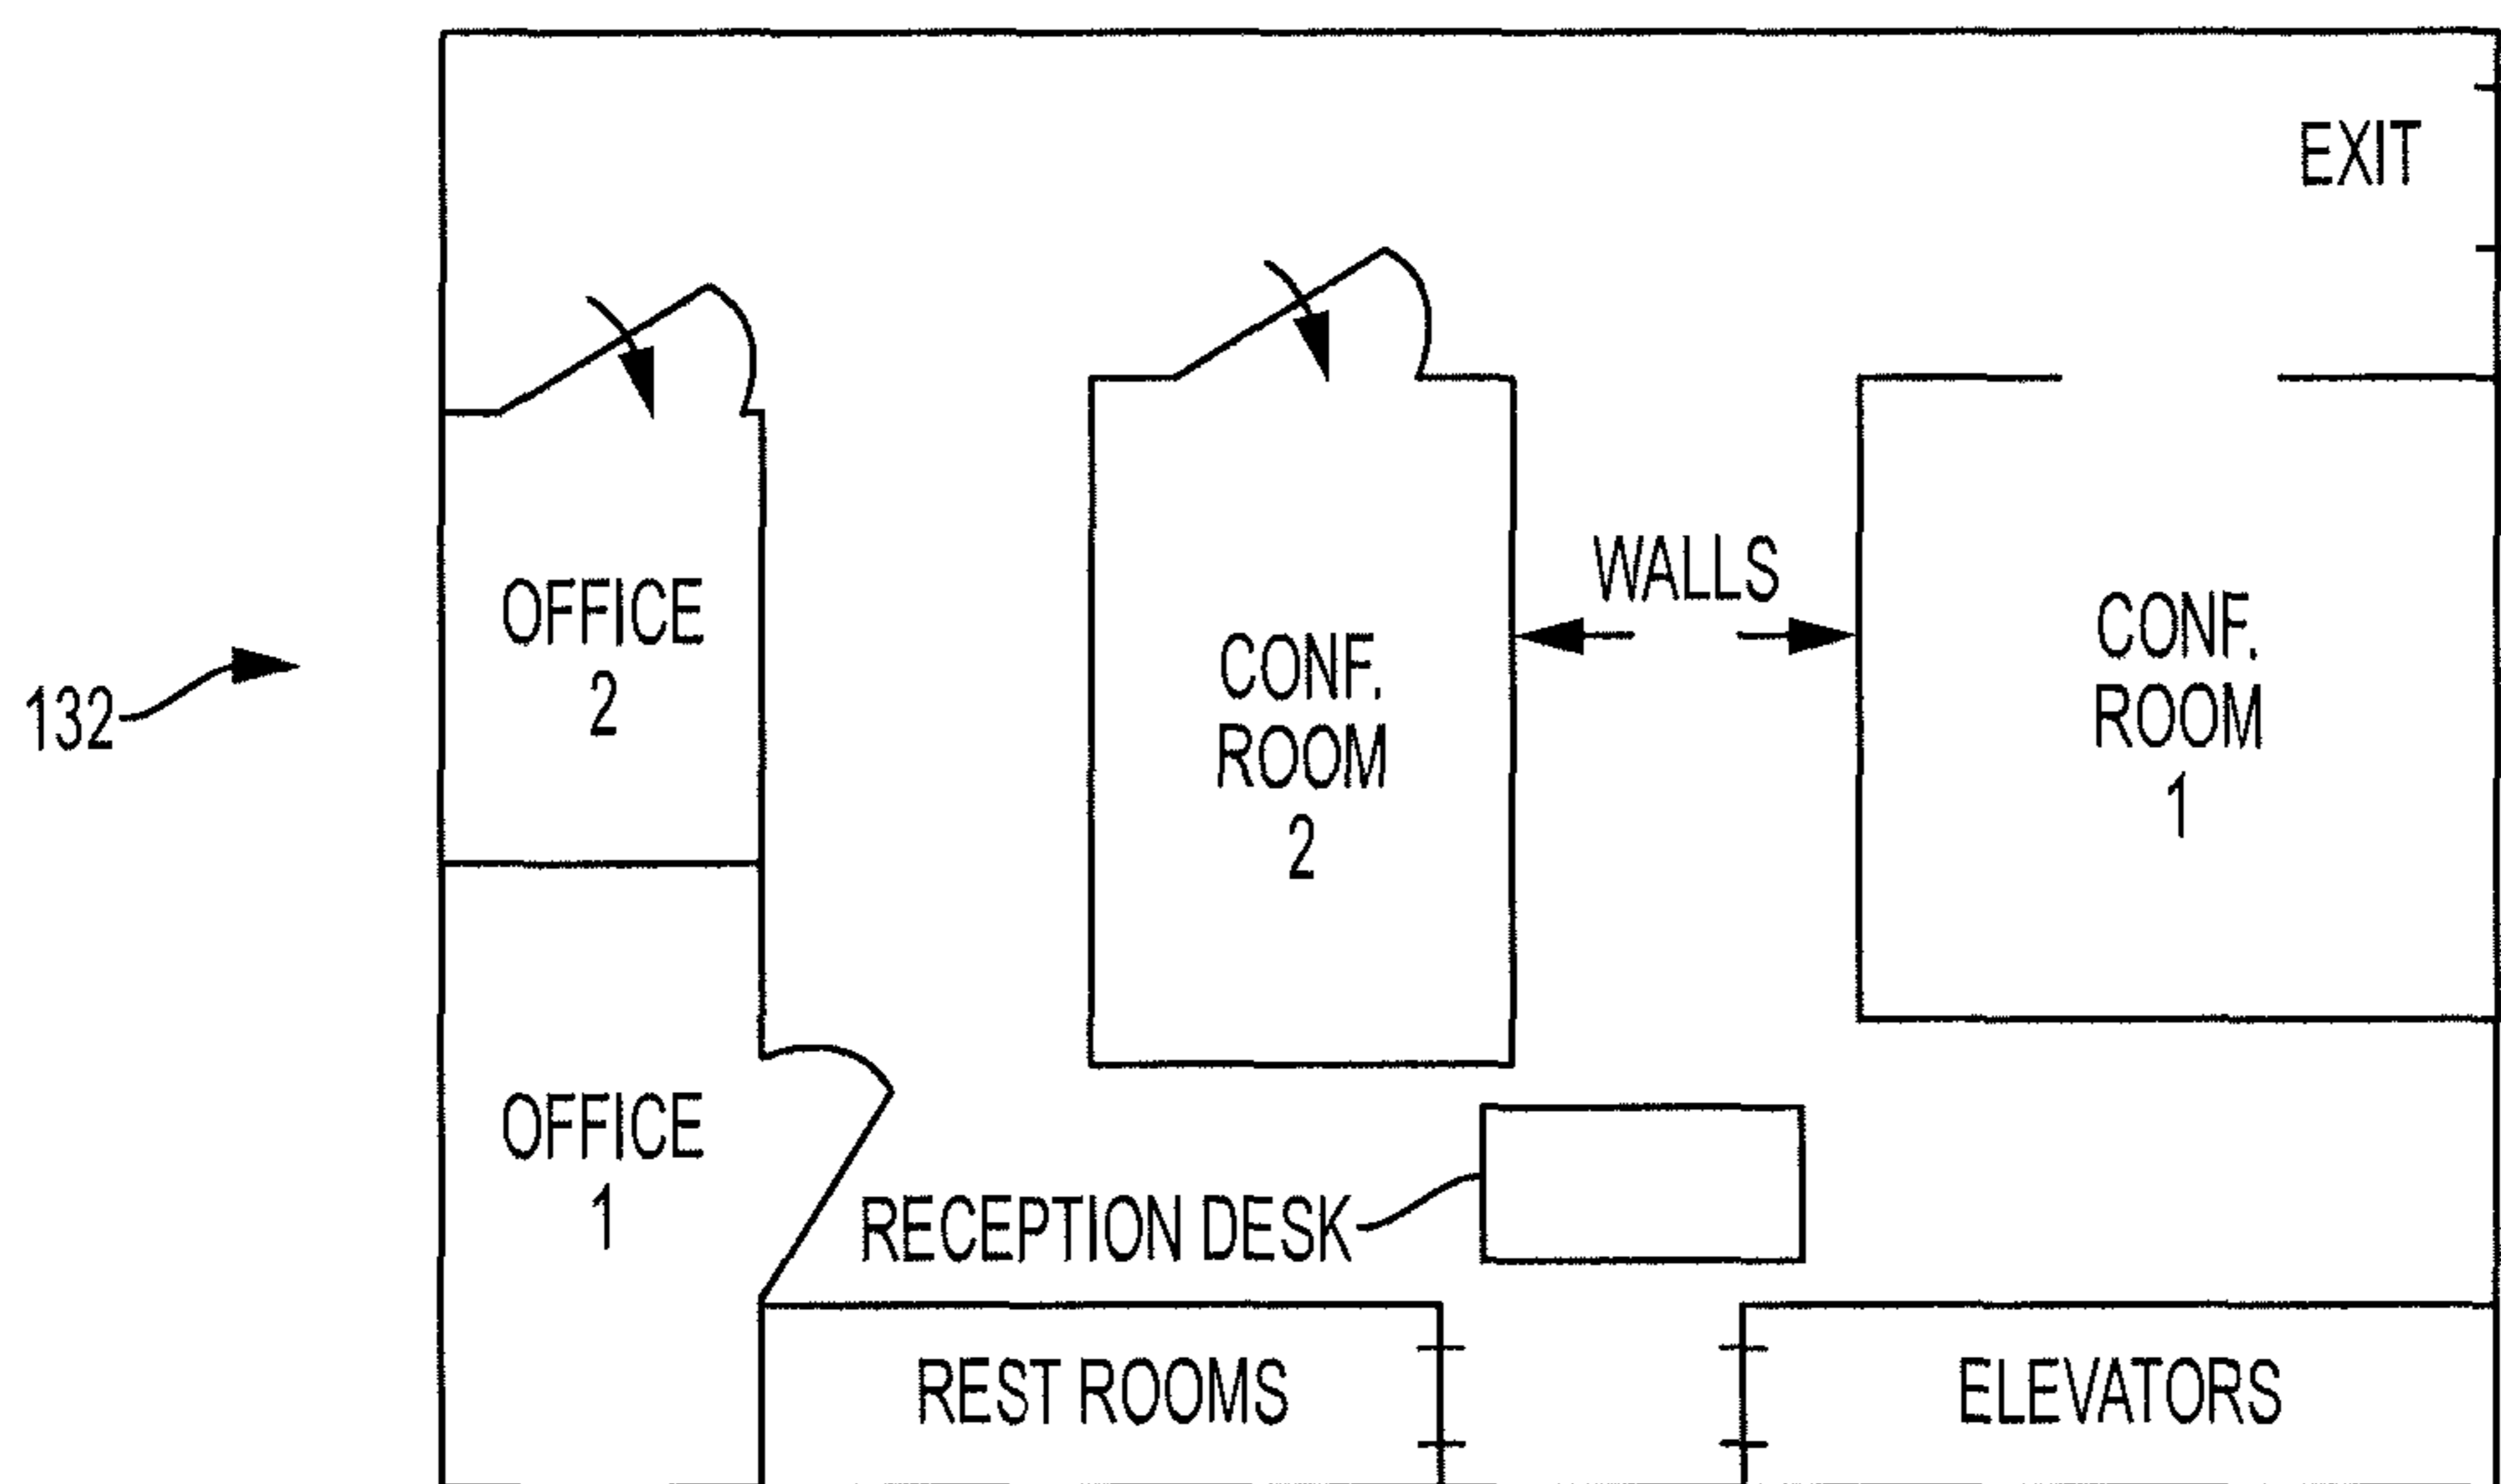 EXIT
WALLS
OFFICE
2
CONF.
ROOM
2
CONF.
ROOM
1
132
OFFICE
1
RECEPTION DESK
REST ROOMS
ELEVATORS